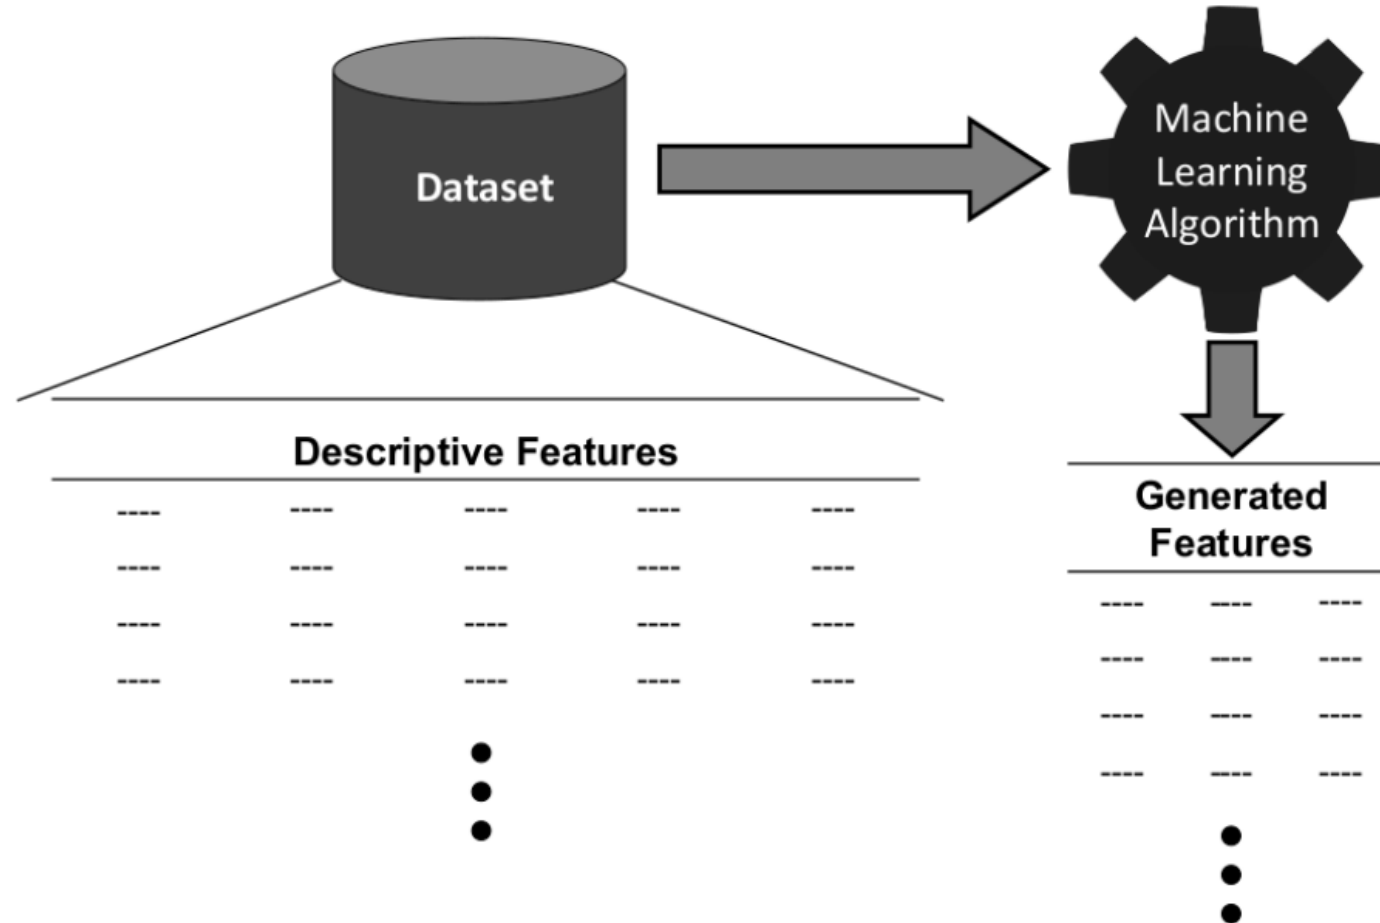 Dataset
Machine
Learning
Algorithm
Descriptive Features
---- ---- ---- ---- ----
---- ---- ---- ---- ----
---- ---- ---- ---- ----
---- ---- ---- ---- ----
Generated
Features
---- ---- ----
---- ---- ----
---- ---- ----
---- ---- ----